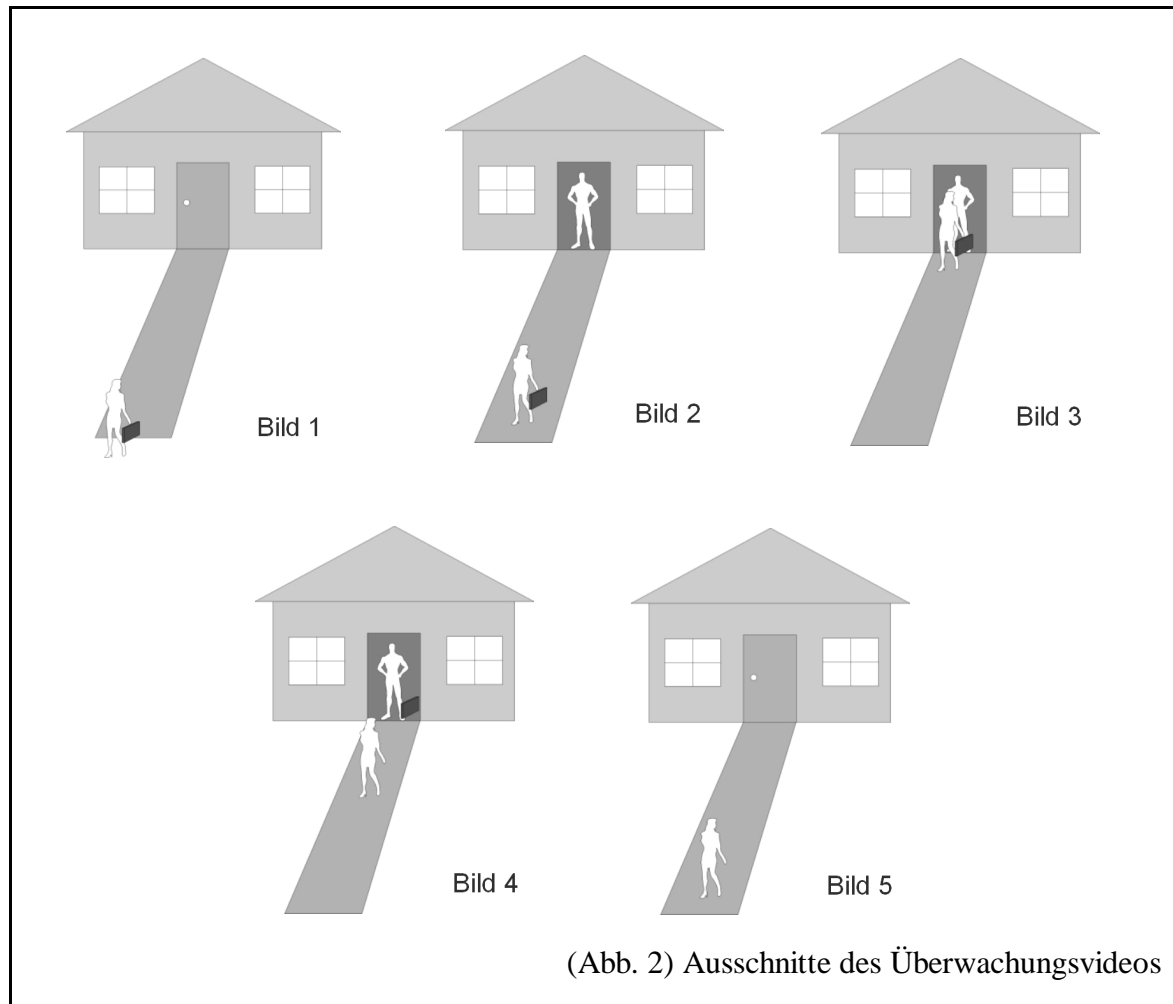 Bild 1
Bild 2
Bild 3
Bild 4
Bild 5
(Abb. 2) Ausschnitte des Überwachungsvideos